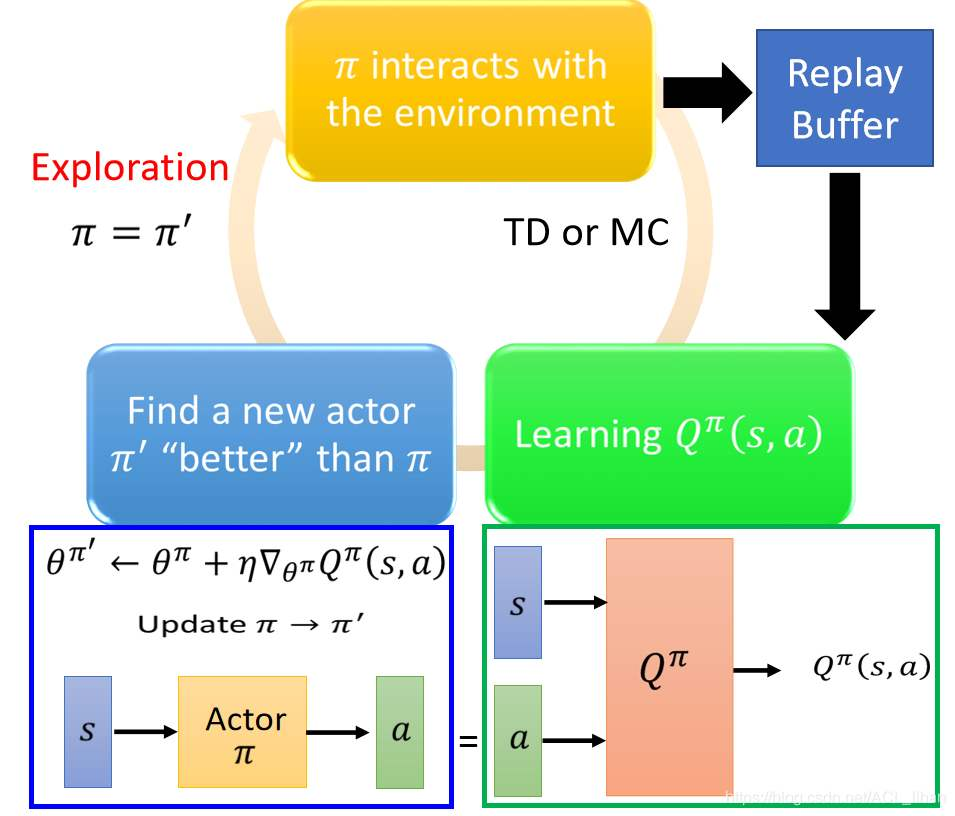 π interacts with
the environment
Replay
Buffer
Exploration
π = π′
TD or MC
Find a new actor
π′ “better” than π
Learning Q^π(s, a)
θ^π′ ← θ^π + η∇_θ^π Q^π(s, a)
Update π → π′
s
Actor
π
a
=
s
a
Q^π
Q^π(s, a)